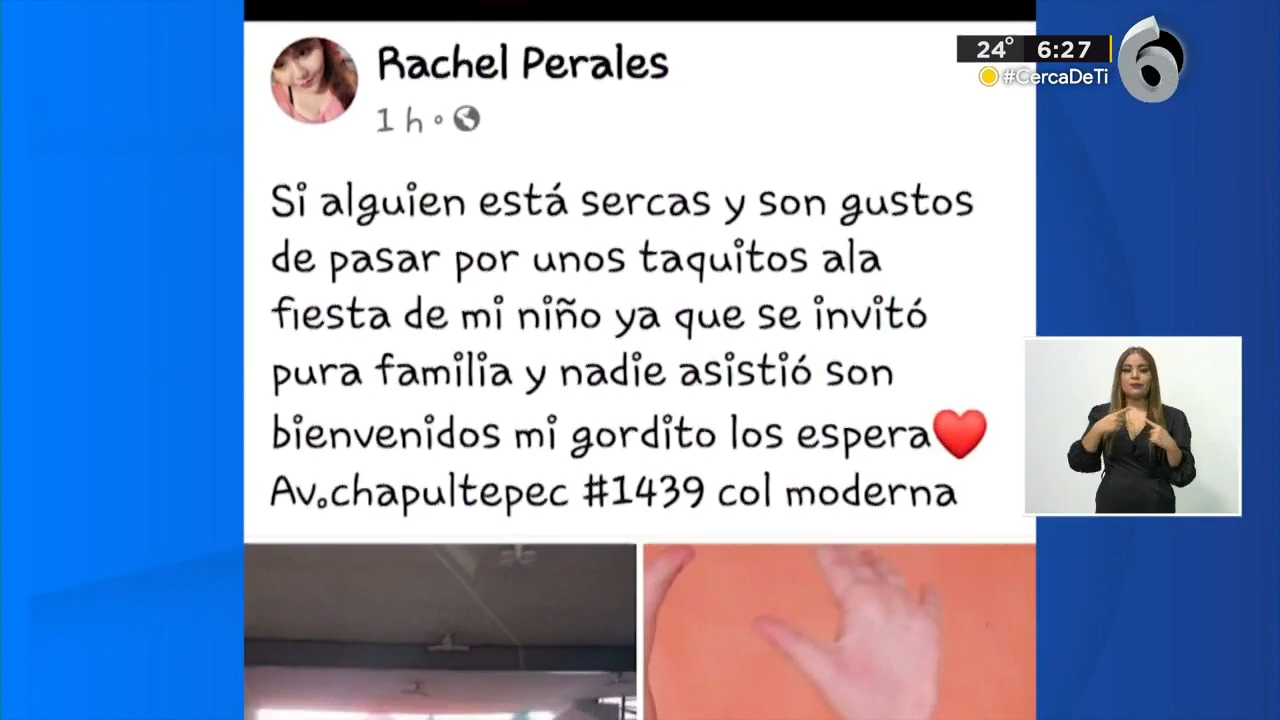 Rachel Perales
1 h
24° 6:27
#CercaDeTi
6
Si alguien está sercas y son gustos
de pasar por unos taquitos ala
fiesta de mi niño ya que se invitó
pura familia y nadie asistió son
bienvenidos mi gordito los espera❤️
Av.chapultepec #1439 col moderna